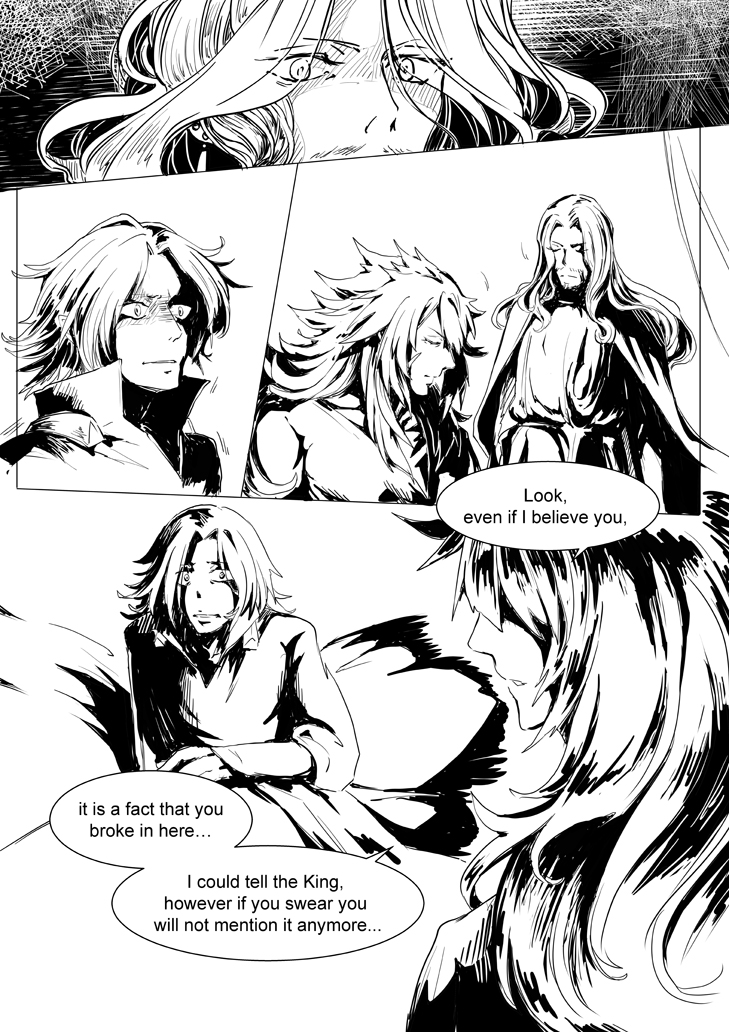 Look,
even if I believe you,
it is a fact that you
broke in here...
I could tell the King,
however if you swear you
will not mention it anymore...